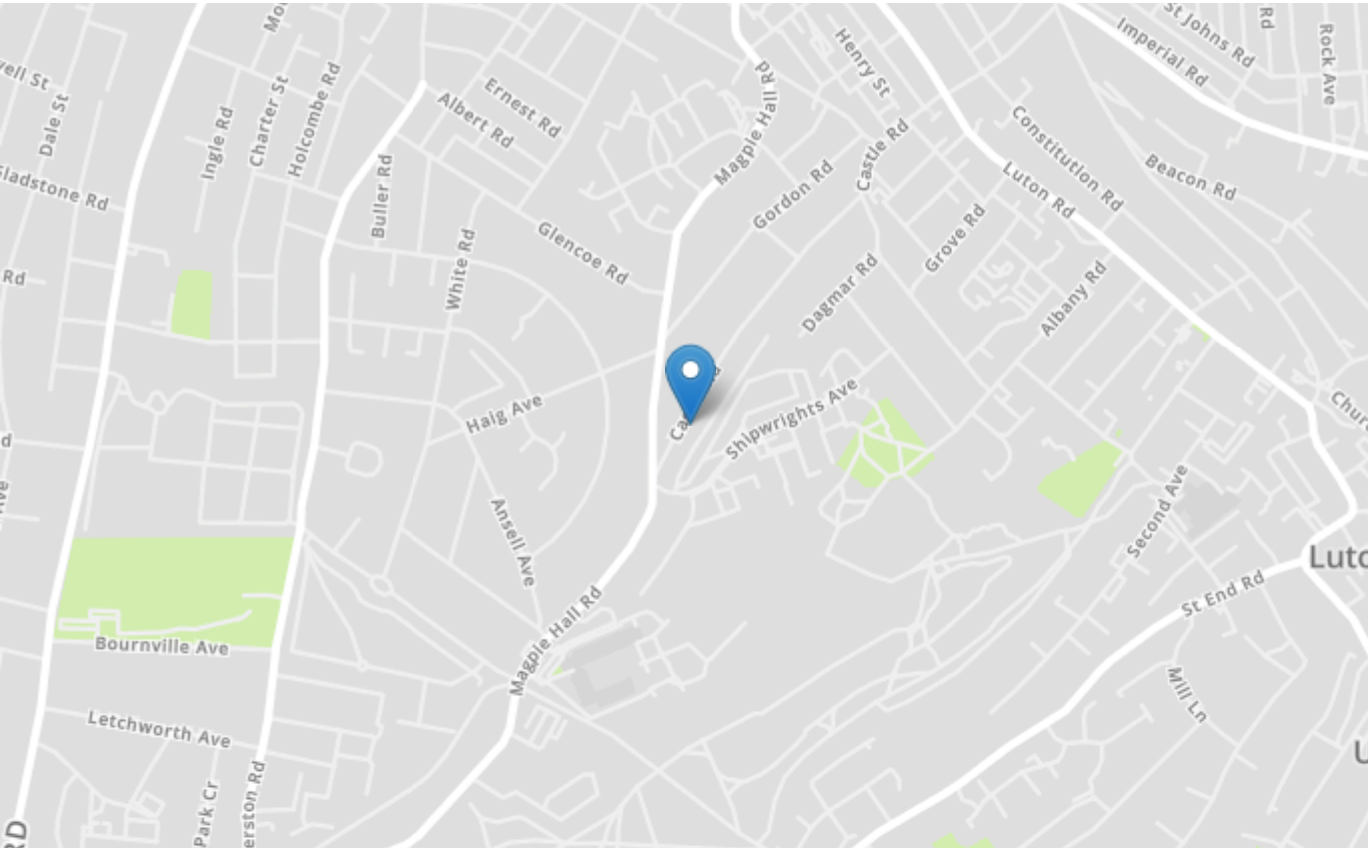 St Johns Rd
Rd
Rock Ave
Imperial Rd
Henry St
Dale St
Ingle Rd
Charter St
Holcombe Rd
Ernest Rd
Albert Rd
Magpie Hall Rd
Castle Rd
Constitution Rd
Beacon Rd
Luton Rd
Gordon Rd
Buller Rd
White Rd
Glencoe Rd
Grove Rd
Dagmar Rd
Albany Rd
Rd
Haig Ave
Shipwrights Ave
Ansell Ave
Second Ave
St End Rd
Magpie Hall Rd
Bournville Ave
Mill Ln
Letchworth Ave
Park Cr
RD